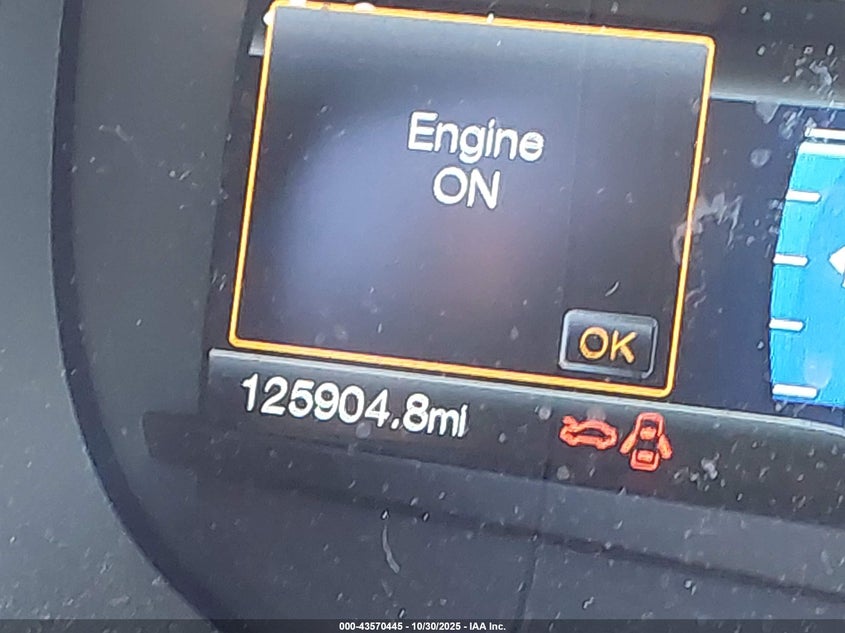 Engine
ON
OK
125904.8mi
000-43570445 - 10/30/2025 - IAA Inc.